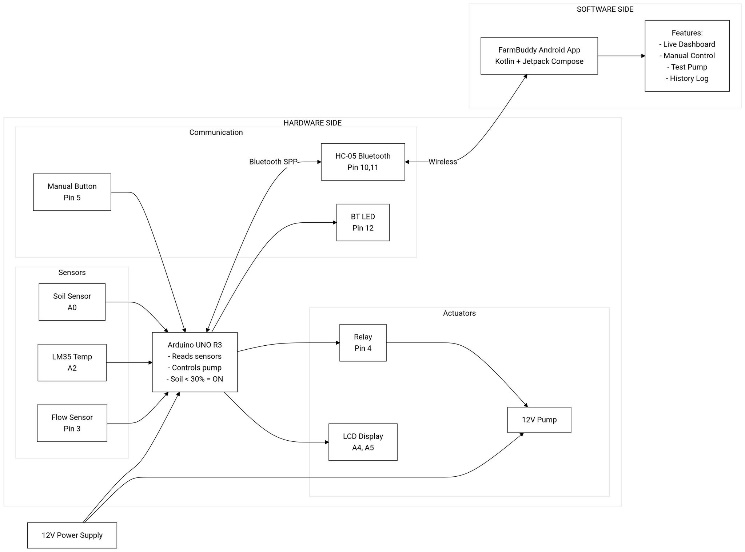 SOFTWARE SIDE
FarmBuddy Android App
Kotlin + Jetpack Compose
Features:
- Live Dashboard
- Manual Control
- Test Pump
- History Log
HARDWARE SIDE
Communication
Bluetooth SPP
HC-05 Bluetooth
Pin 10,11
Wireless
Manual Button
Pin 5
BT LED
Pin 12
Sensors
Soil Sensor
A0
LM35 Temp
A2
Flow Sensor
Pin 3
Arduino UNO R3
- Reads sensors
- Controls pump
- Soil < 30% = ON
Actuators
Relay
Pin 4
LCD Display
A4, A5
12V Pump
12V Power Supply